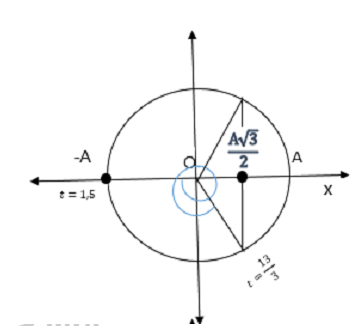 -A
O
A√3
2
A
X
t = 1,5
t = 13/3